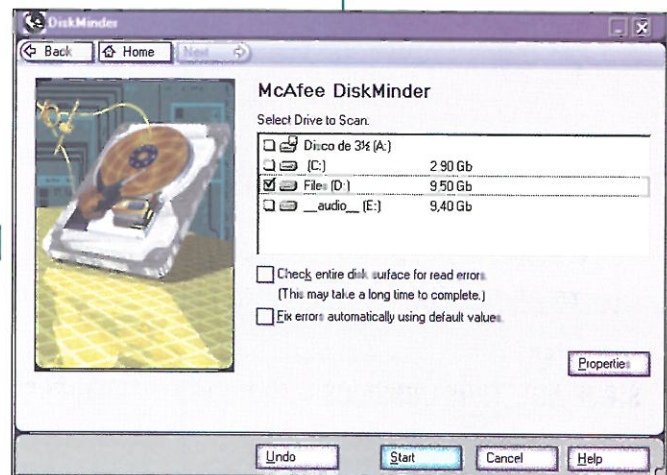 DiskMinder
Back Home Next
McAfee DiskMinder
Select Drive to Scan:
Disco de 3½ (A:)
(C:) 2.90 Gb
Files (D:) 9,50 Gb
__audio__ (E:) 9,40 Gb
Check entire disk surface for read errors.
(This may take a long time to complete.)
Fix errors automatically using default values.
Properties
Undo Start Cancel Help